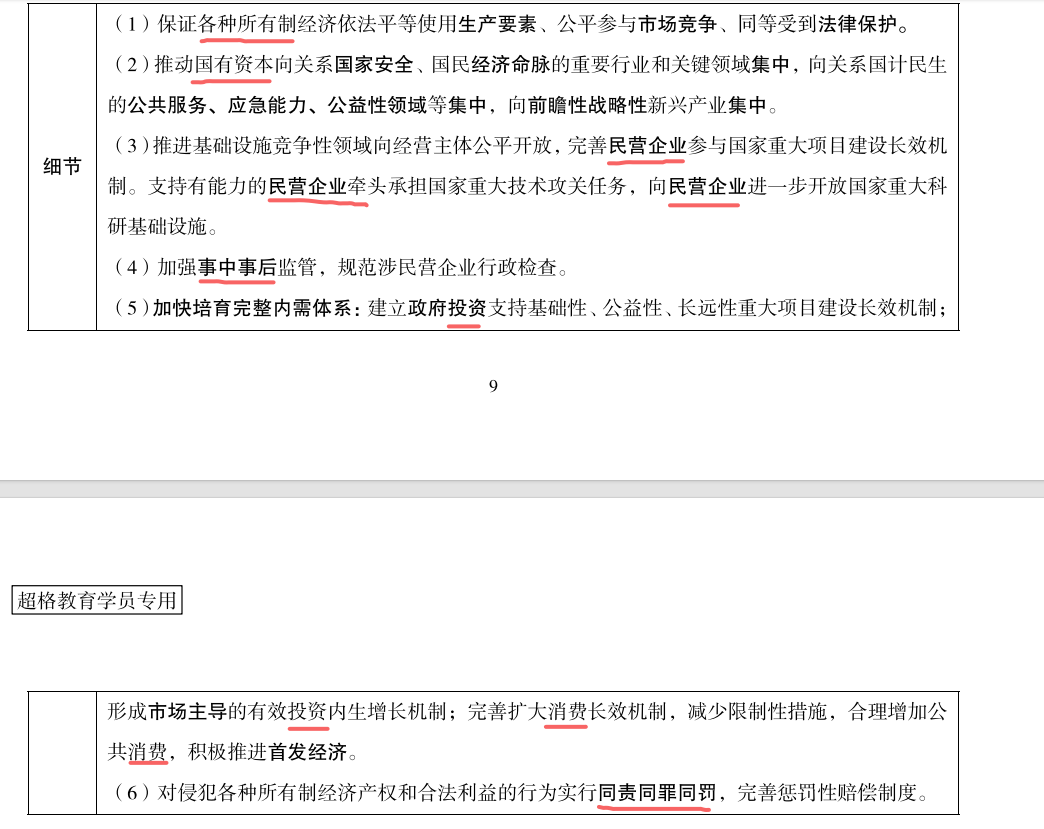 （1）保证各种所有制经济依法平等使用生产要素、公平参与市场竞争、同等受到法律保护。
（2）推动国有资本向关系国家安全、国民经济命脉的重要行业和关键领域集中，向关系国计民生
的公共服务、应急能力、公益性领域等集中，向前瞻性战略性新兴产业集中。
（3）推进基础设施竞争性领域向经营主体公平开放，完善民营企业参与国家重大项目建设长效机
细节
制。支持有能力的民营企业牵头承担国家重大技术攻关任务，向民营企业进一步开放国家重大科
研基础设施。
（4）加强事中事后监管，规范涉民营企业行政检查。
（5）加快培育完整内需体系：建立政府投资支持基础性、公益性、长远性重大项目建设长效机制；
9
超格教育学员专用
形成市场主导的有效投资内生增长机制；完善扩大消费长效机制，减少限制性措施，合理增加公
共消费，积极推进首发经济。
（6）对侵犯各种所有制经济产权和合法利益的行为实行同责同罪同罚，完善惩罚性赔偿制度。